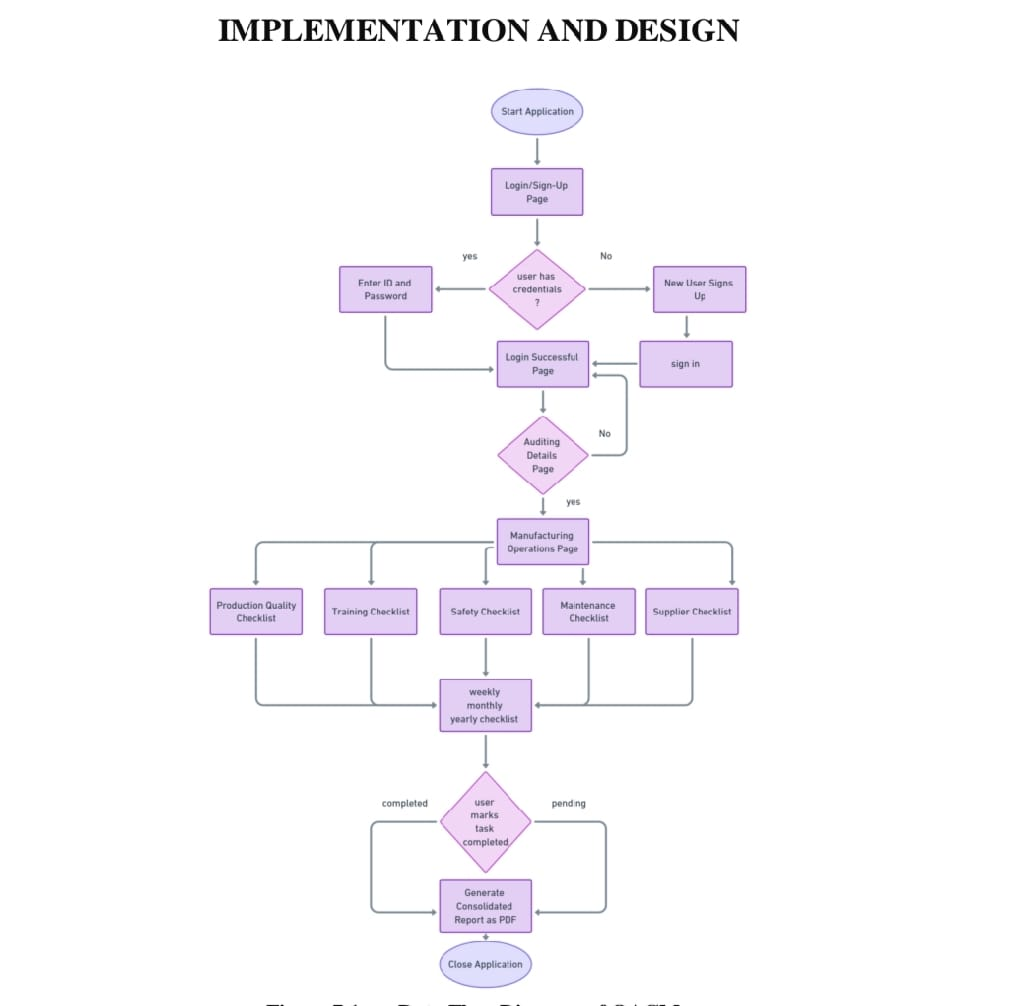 IMPLEMENTATION AND DESIGN
Start Application
Login/Sign-Up
Page
yes
No
Enter ID and
Password
user has
credentials
?
New User Signs
Up
Login Successful
Page
sign in
Auditing
Details
Page
No
yes
Manufacturing
Operations Page
Production Quality
Checklist
Training Checklist
Safety Checklist
Maintenance
Checklist
Supplier Checklist
weekly
monthly
yearly checklist
completed
user
marks
task
completed
pending
Generate
Consolidated
Report as PDF
Close Application